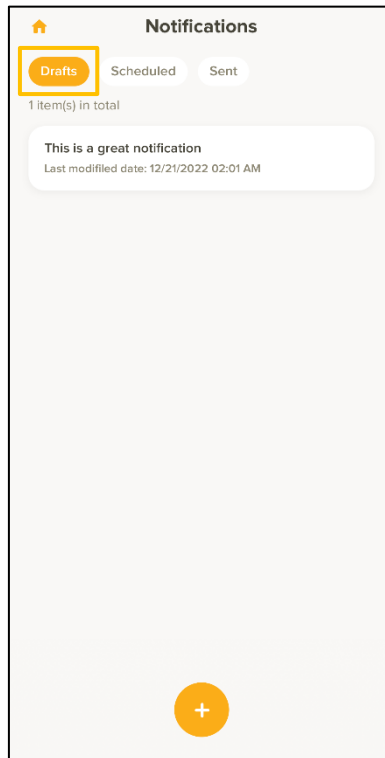 Notifications
Drafts Scheduled Sent
1 item(s) in total
This is a great notification
Last modifiled date: 12/21/2022 02:01 AM
+